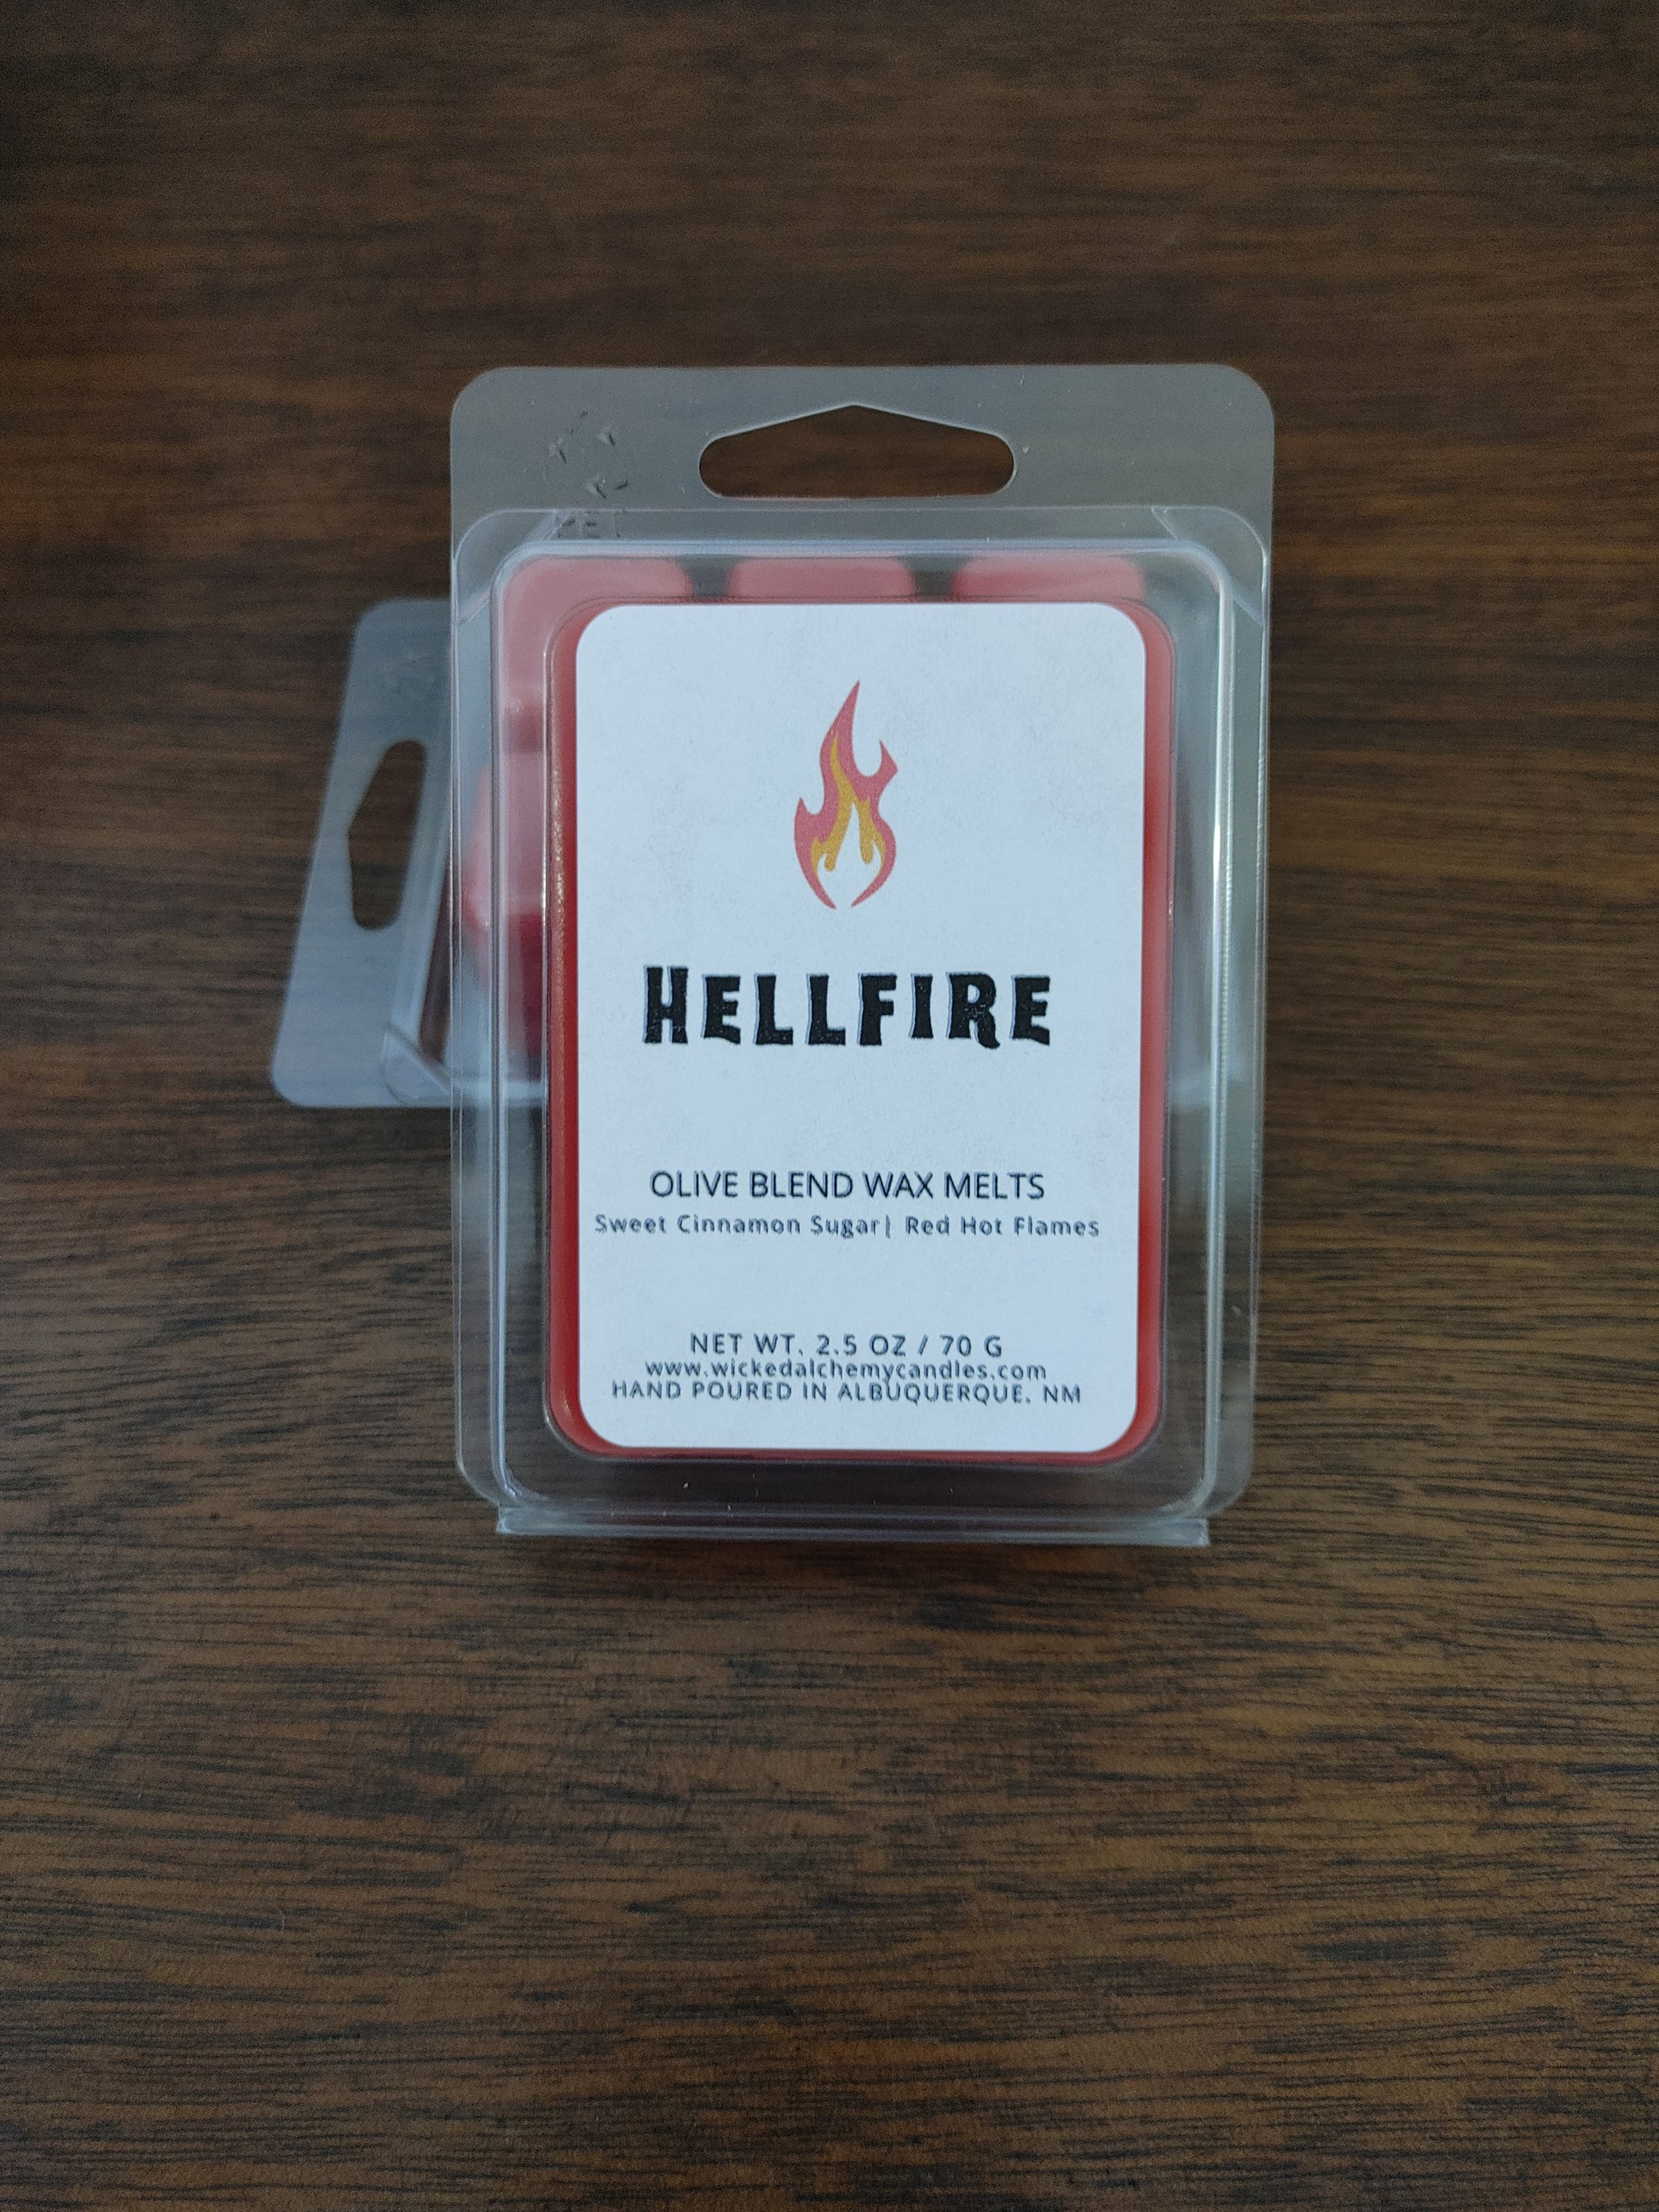 HELLFIRE
OLIVE BLEND WAX MELTS
Sweet Cinnamon Sugar| Red Hot Flames
NET WT. 2.5 OZ / 70 G
www.wickedalchemycandles.com
HAND POURED IN ALBUQUERQUE, NM